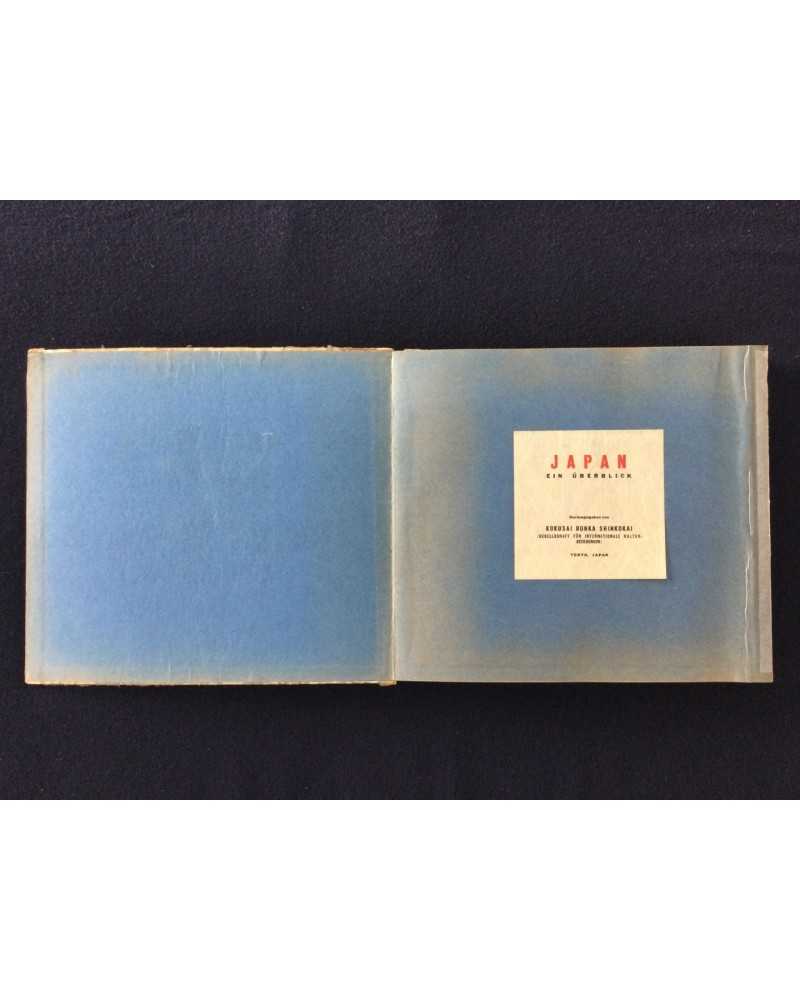 JAPAN
EIN ÜBERBLICK
Herausgegeben von
KOKUSAI BUNKA SHINKOKAI
(GESELLSCHAFT FÜR INTERNATIONALE KULTUR-
BEZIEHUNGEN)
TOKYO, JAPAN